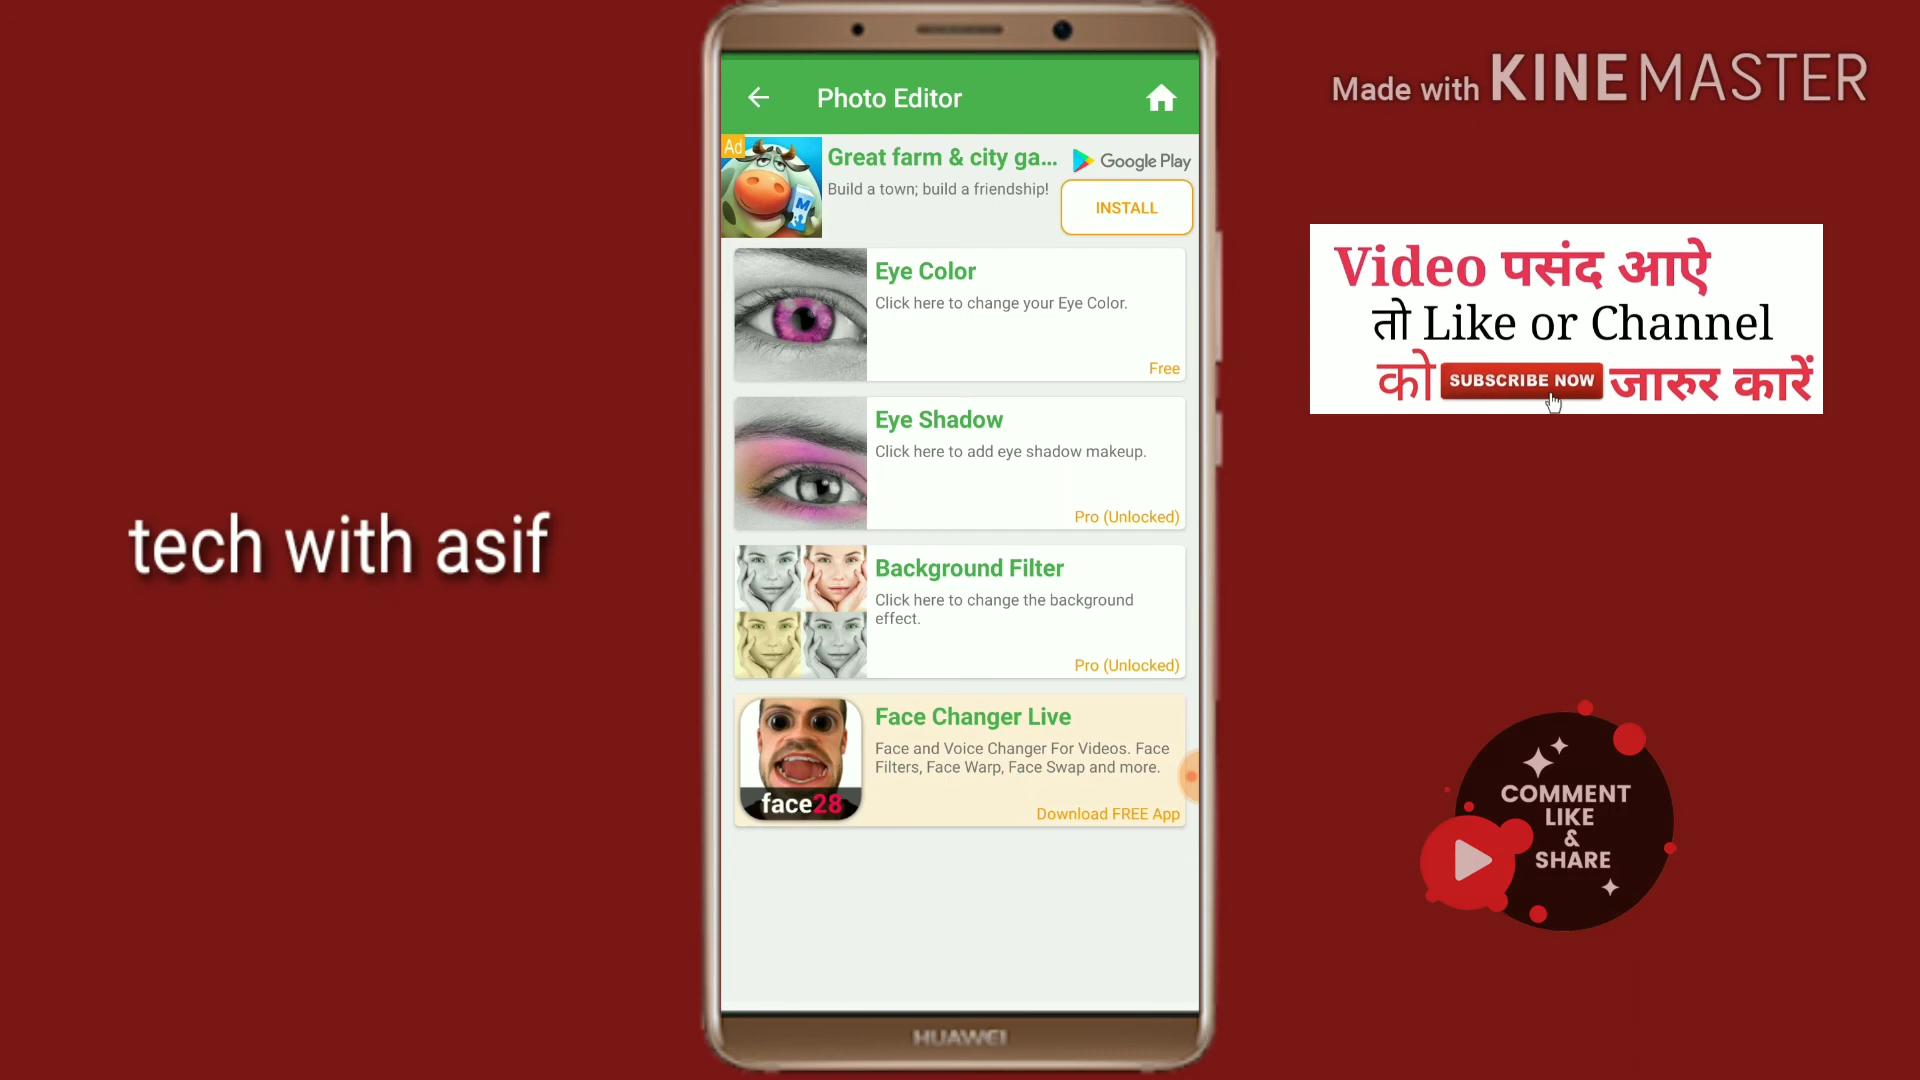 Made with KINEMASTER
Photo Editor
Ad
Great farm & city ga...
Google Play
Build a town; build a friendship!
INSTALL
M
Eye Color
Click here to change your Eye Color.
Free
Eye Shadow
Click here to add eye shadow makeup.
Pro (Unlocked)
Background Filter
Click here to change the background
effect.
Pro (Unlocked)
Face Changer Live
Face and Voice Changer For Videos. Face
Filters, Face Warp, Face Swap and more.
face28
Download FREE App
HUAWEI
tech with asif
Video पसंद आऐ
तो Like or Channel
को SUBSCRIBE NOW जारुर कारें
COMMENT
LIKE
&
SHARE